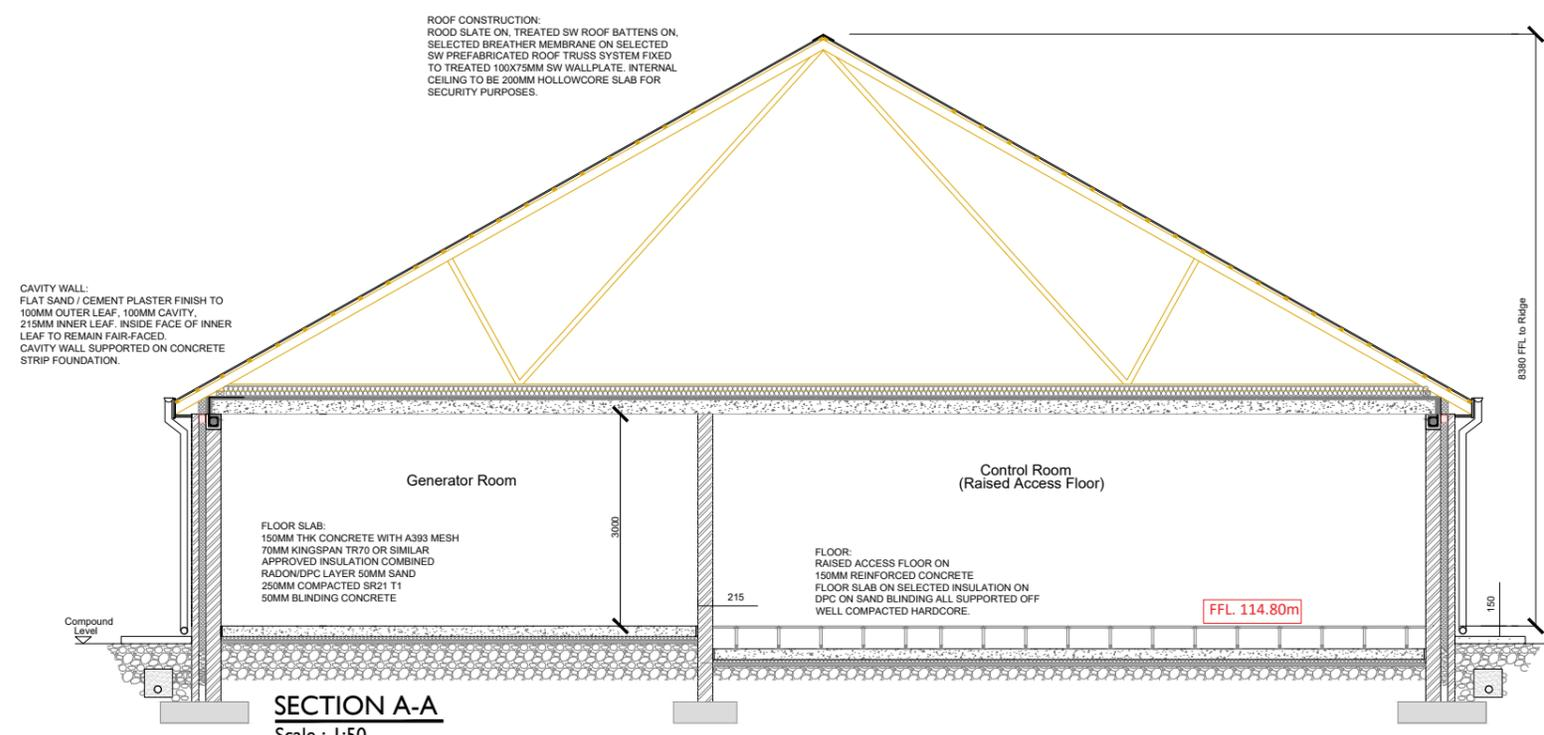 ROOF CONSTRUCTION:
ROOD SLATE ON, TREATED SW ROOF BATTENS ON,
SELECTED BREATHER MEMBRANE ON SELECTED
SW PREFABRICATED ROOF TRUSS SYSTEM FIXED
TO TREATED 100X75MM SW WALLPLATE. INTERNAL
CEILING TO BE 200MM HOLLOWCORE SLAB FOR
SECURITY PURPOSES.
CAVITY WALL:
FLAT SAND / CEMENT PLASTER FINISH TO
100MM OUTER LEAF, 100MM CAVITY,
215MM INNER LEAF. INSIDE FACE OF INNER
LEAF TO REMAIN FAIR-FACED.
CAVITY WALL SUPPORTED ON CONCRETE
STRIP FOUNDATION.
8380 FFL to Ridge
Generator Room
Control Room
(Raised Access Floor)
FLOOR SLAB:
150MM THK CONCRETE WITH A393 MESH
70MM KINGSPAN TR70 OR SIMILAR
APPROVED INSULATION COMBINED
RADON/DPC LAYER 50MM SAND
250MM COMPACTED SR21 T1
50MM BLINDING CONCRETE
3000
FLOOR:
RAISED ACCESS FLOOR ON
150MM REINFORCED CONCRETE
FLOOR SLAB ON SELECTED INSULATION ON
DPC ON SAND BLINDING ALL SUPPORTED OFF
WELL COMPACTED HARDCORE.
215
FFL. 114.80m
150
Compound
Level
SECTION A-A
Scale : 1:50